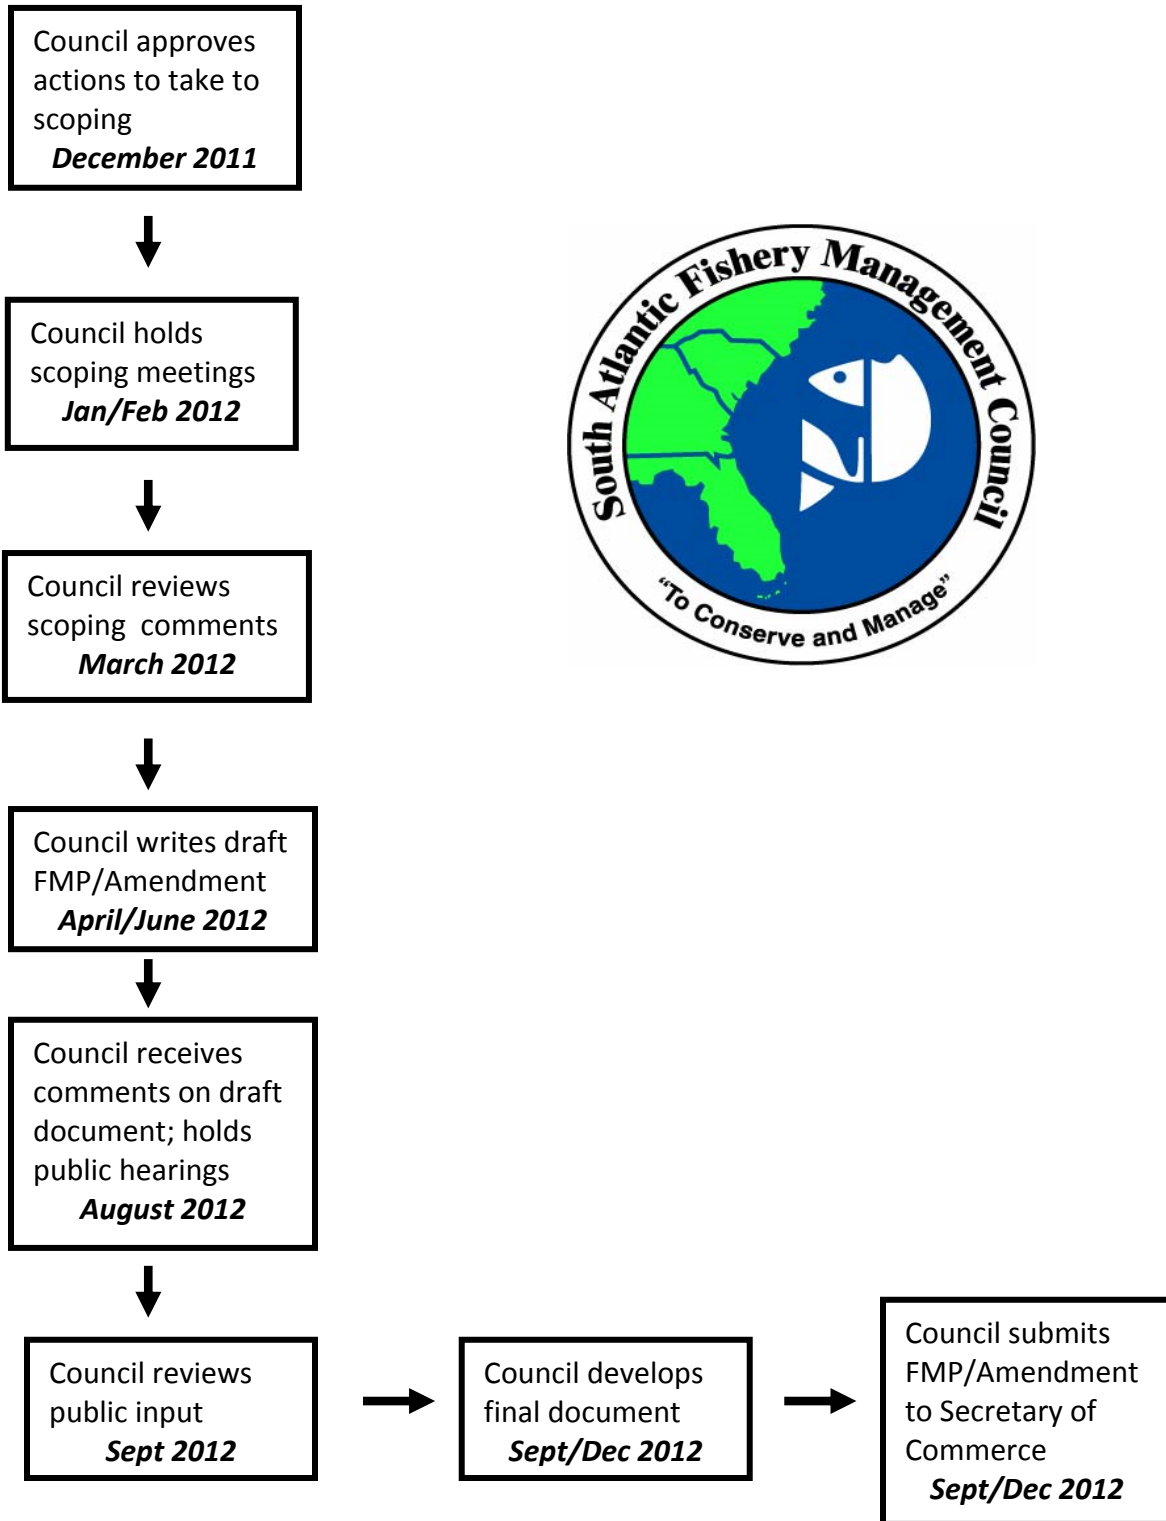 Council approves
actions to take to
scoping
December 2011
Council holds
scoping meetings
Jan/Feb 2012
South Atlantic Fishery Management Council
“To Conserve and Manage”
Council reviews
scoping comments
March 2012
Council writes draft
FMP/Amendment
April/June 2012
Council receives
comments on draft
document; holds
public hearings
August 2012
Council reviews
public input
Sept 2012
Council develops
final document
Sept/Dec 2012
Council submits
FMP/Amendment
to Secretary of
Commerce
Sept/Dec 2012